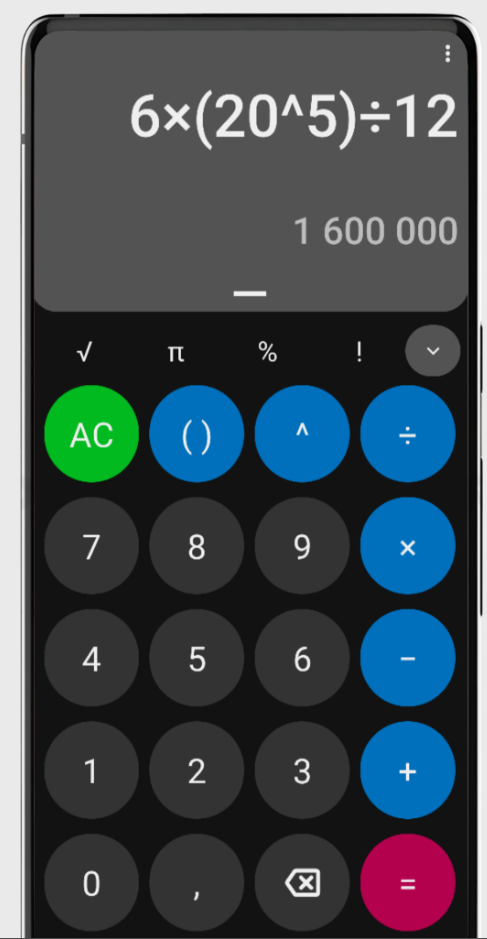 6×(20^5)÷12
1 600 000
√ π % !
AC ( ) ^ ÷
7 8 9 ×
4 5 6 −
1 2 3 +
0 , =